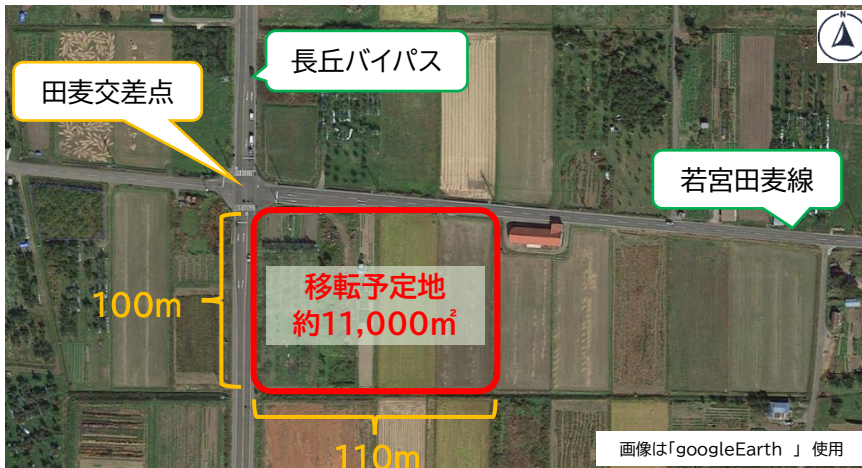 N
長丘バイパス
田麦交差点
若宮田麦線
移転予定地
約11,000㎡
100m
110m
画像は「googleEarth 」 使用